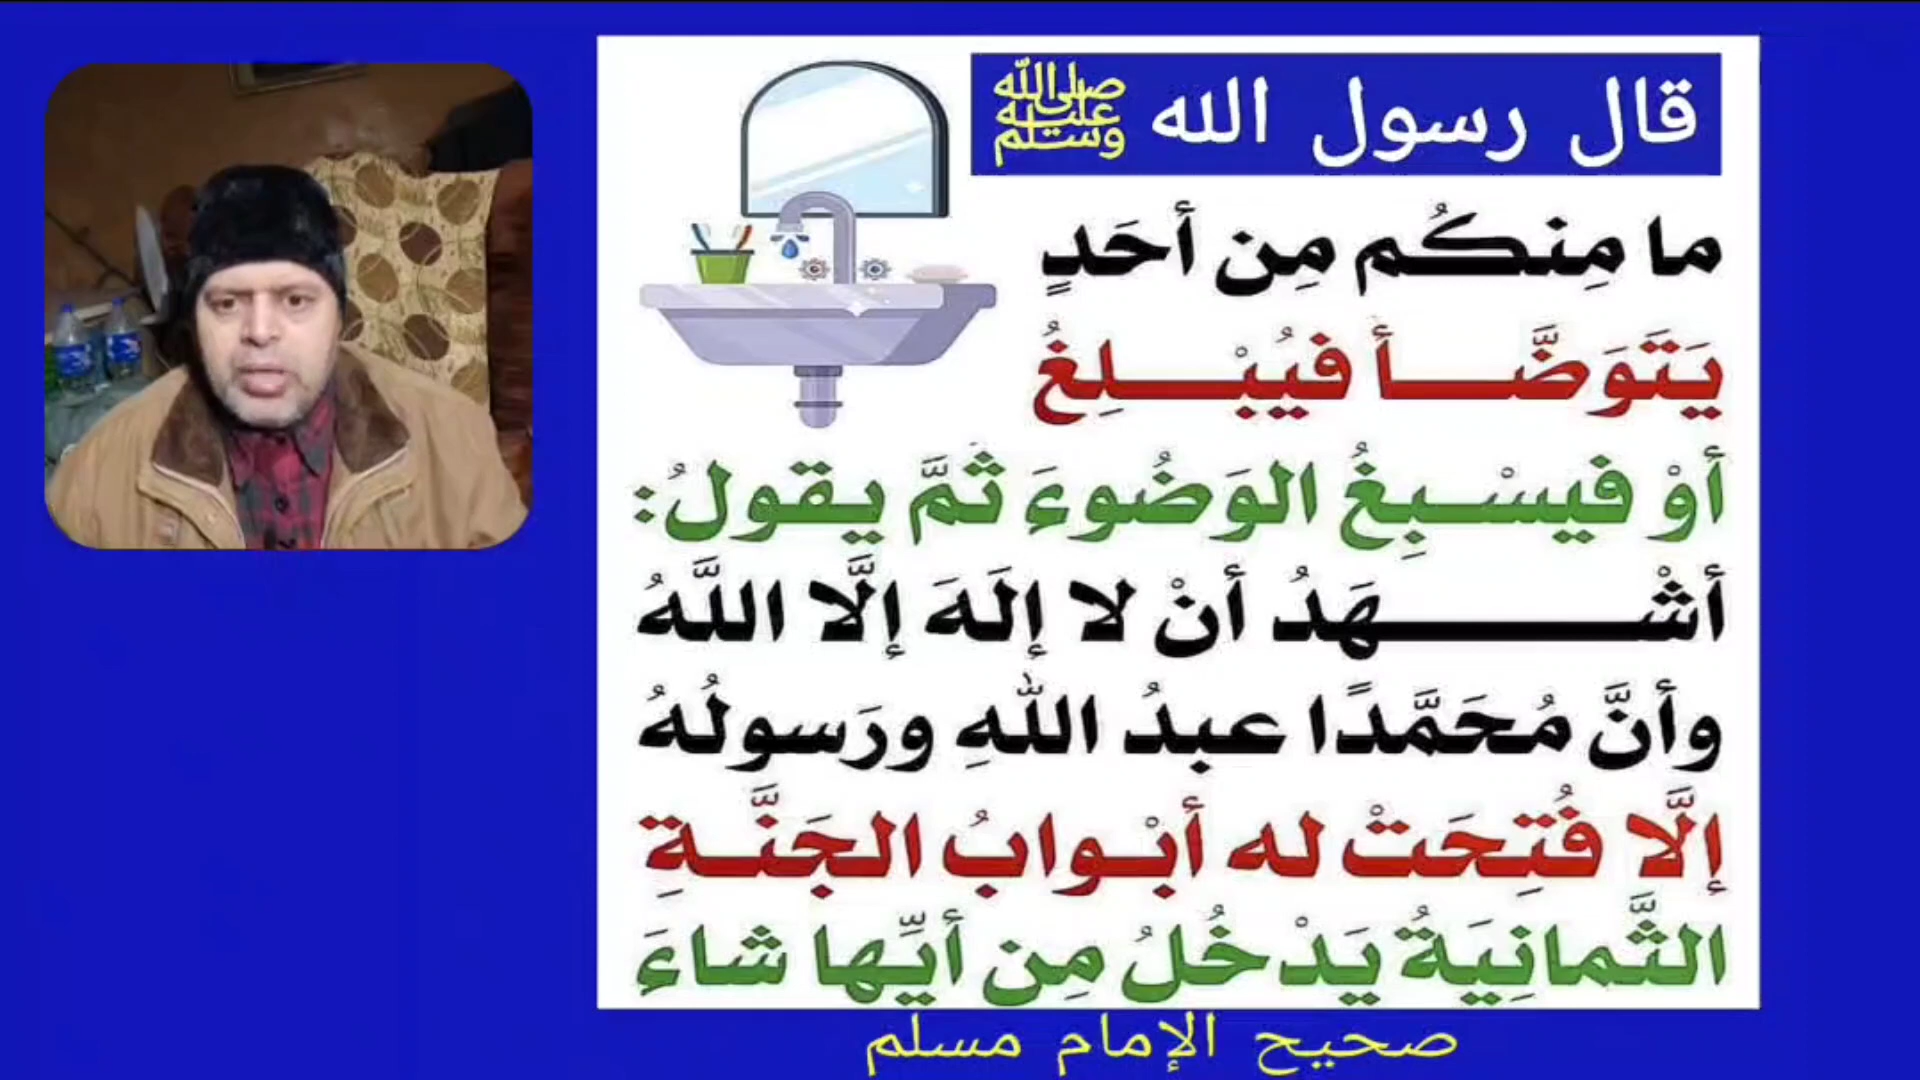 قال رسول الله ﷺ
ما مِنكُم مِن أحَدٍ
يَتَوَضَّأ فيُبْلِغُ
أوْ فيسْبِغُ الوَضُوءَ ثُمَّ يقولُ:
أشْهَدُ أنْ لا إلَهَ إلَّا اللَّهُ
وأنَّ مُحَمَّدًا عبدُ اللهِ ورَسولُهُ
إلَّا فُتِحَتْ له أبْوابُ الجَنَّةِ
الثَّمانِيَةُ يَدْخُلُ مِن أيِّها شاءَ
صحيح الإمام مسلم